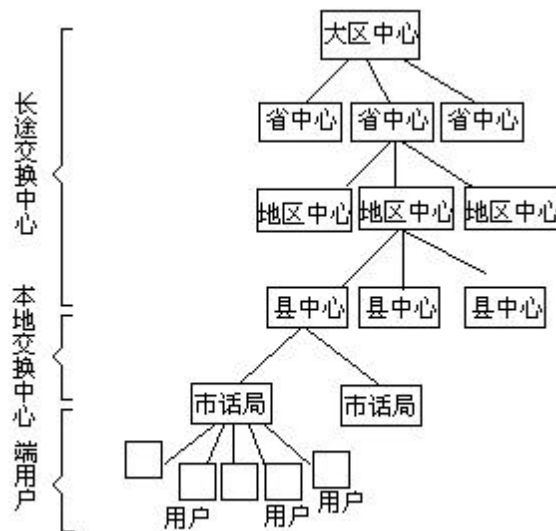 大区中心
省中心 省中心 省中心
地区中心 地区中心 地区中心
县中心 县中心 县中心
市话局 市话局
用户 用户 用户
长途交换中心
本地交换中心
端用户